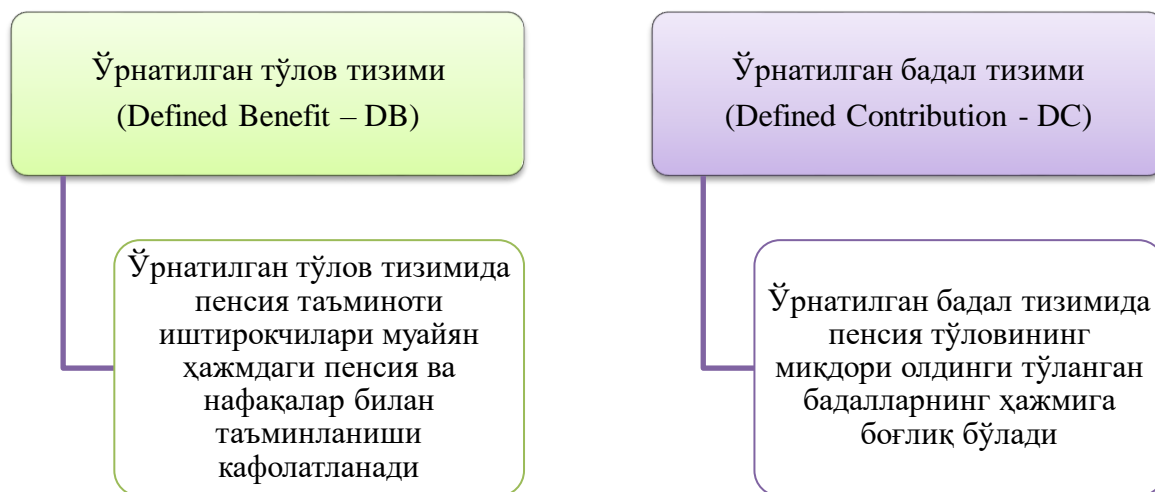 Ўрнатилган тўлов тизими
(Defined Benefit – DB)
Ўрнатилган тўлов тизимида
пенсия таъминоти
иштирокчилари муайян
ҳажмдаги пенсия ва
нафақалар билан
таъминланиши
кафолатланади
Ўрнатилган бадал тизими
(Defined Contribution - DC)
Ўрнатилган бадал тизимида
пенсия тўловининг
миқдори олдинги тўланган
бадалларнинг ҳажмига
боғлиқ бўлади